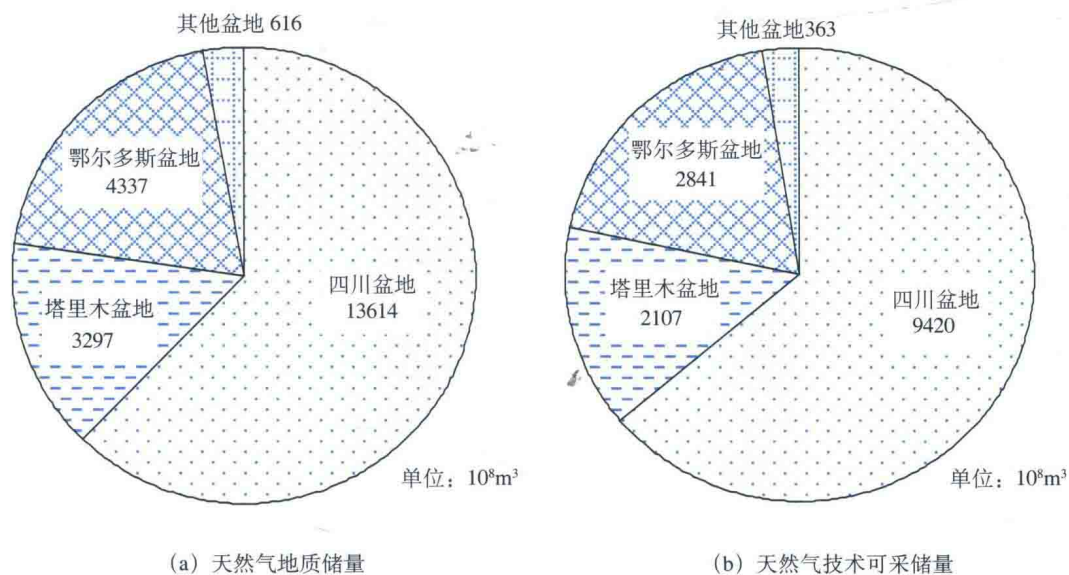 其他盆地 616
鄂尔多斯盆地
4337
塔里木盆地
3297
四川盆地
13614
单位：10⁸m³
(a) 天然气地质储量
其他盆地363
鄂尔多斯盆地
2841
塔里木盆地
2107
四川盆地
9420
单位：10⁸m³
(b) 天然气技术可采储量